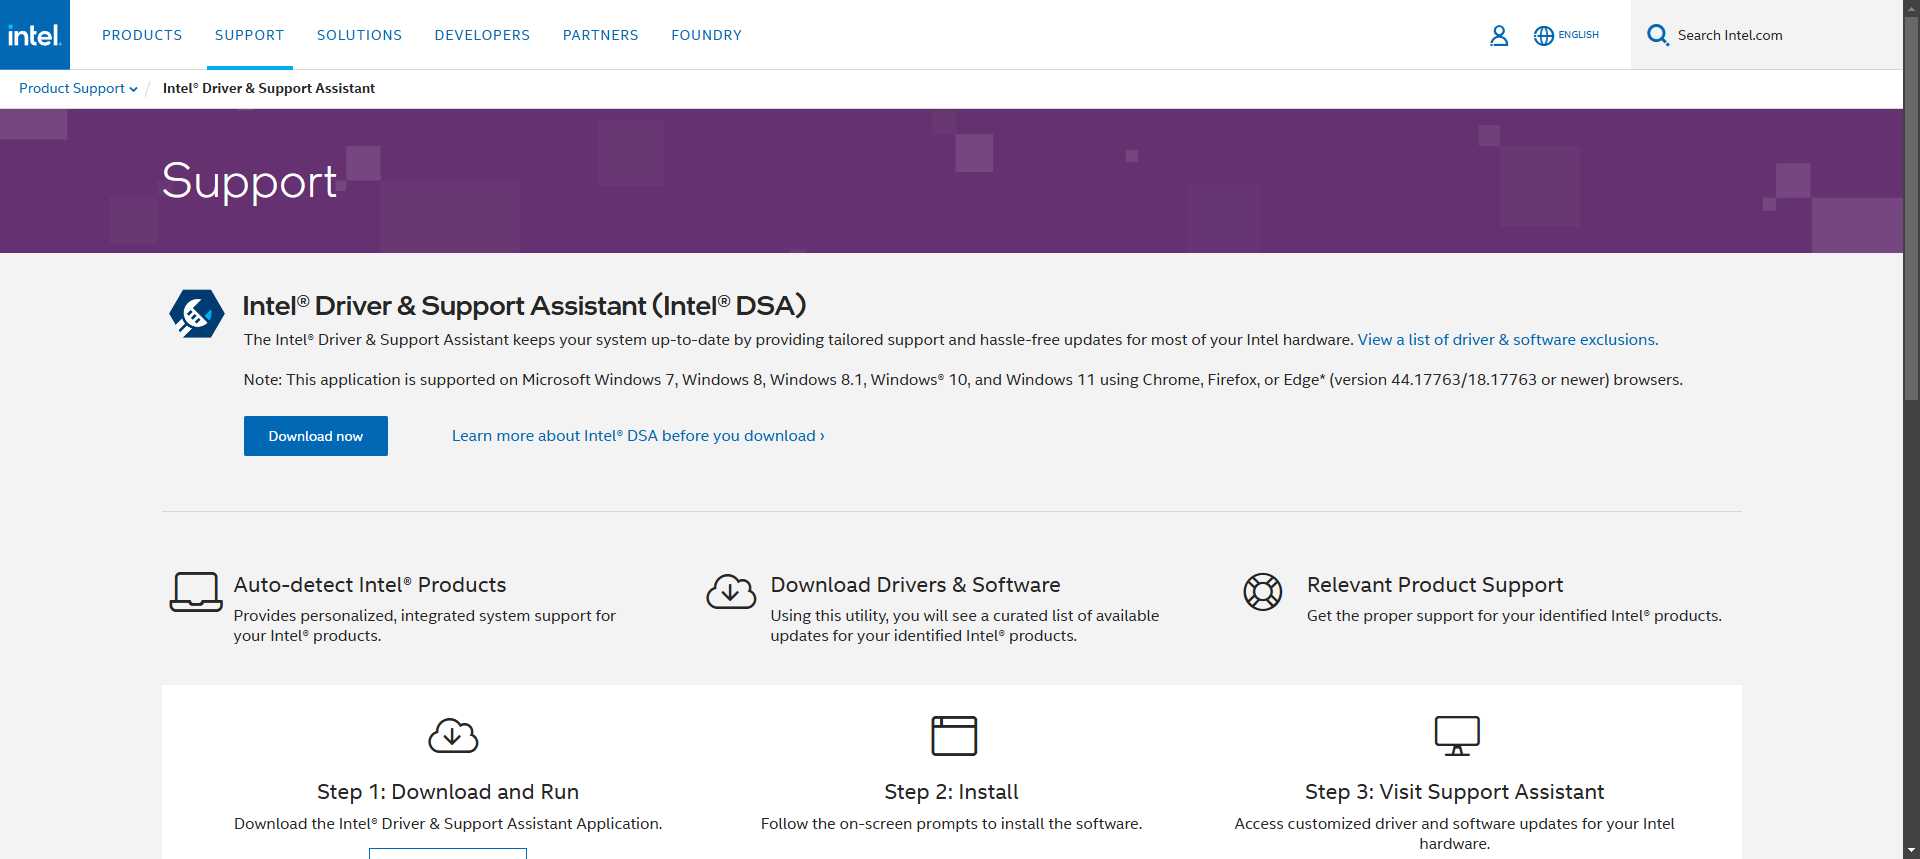 intel.
PRODUCTS
SUPPORT
SOLUTIONS
DEVELOPERS
PARTNERS
FOUNDRY
ENGLISH
Search Intel.com
Product Support / Intel® Driver & Support Assistant
Support
Intel® Driver & Support Assistant (Intel® DSA)
The Intel® Driver & Support Assistant keeps your system up-to-date by providing tailored support and hassle-free updates for most of your Intel hardware. View a list of driver & software exclusions.
Note: This application is supported on Microsoft Windows 7, Windows 8, Windows 8.1, Windows® 10, and Windows 11 using Chrome, Firefox, or Edge* (version 44.17763/18.17763 or newer) browsers.
Download now
Learn more about Intel® DSA before you download ›
Auto-detect Intel® Products
Provides personalized, integrated system support for
your Intel® products.
Download Drivers & Software
Using this utility, you will see a curated list of available
updates for your identified Intel® products.
Relevant Product Support
Get the proper support for your identified Intel® products.
Step 1: Download and Run
Download the Intel® Driver & Support Assistant Application.
Step 2: Install
Follow the on-screen prompts to install the software.
Step 3: Visit Support Assistant
Access customized driver and software updates for your Intel
hardware.